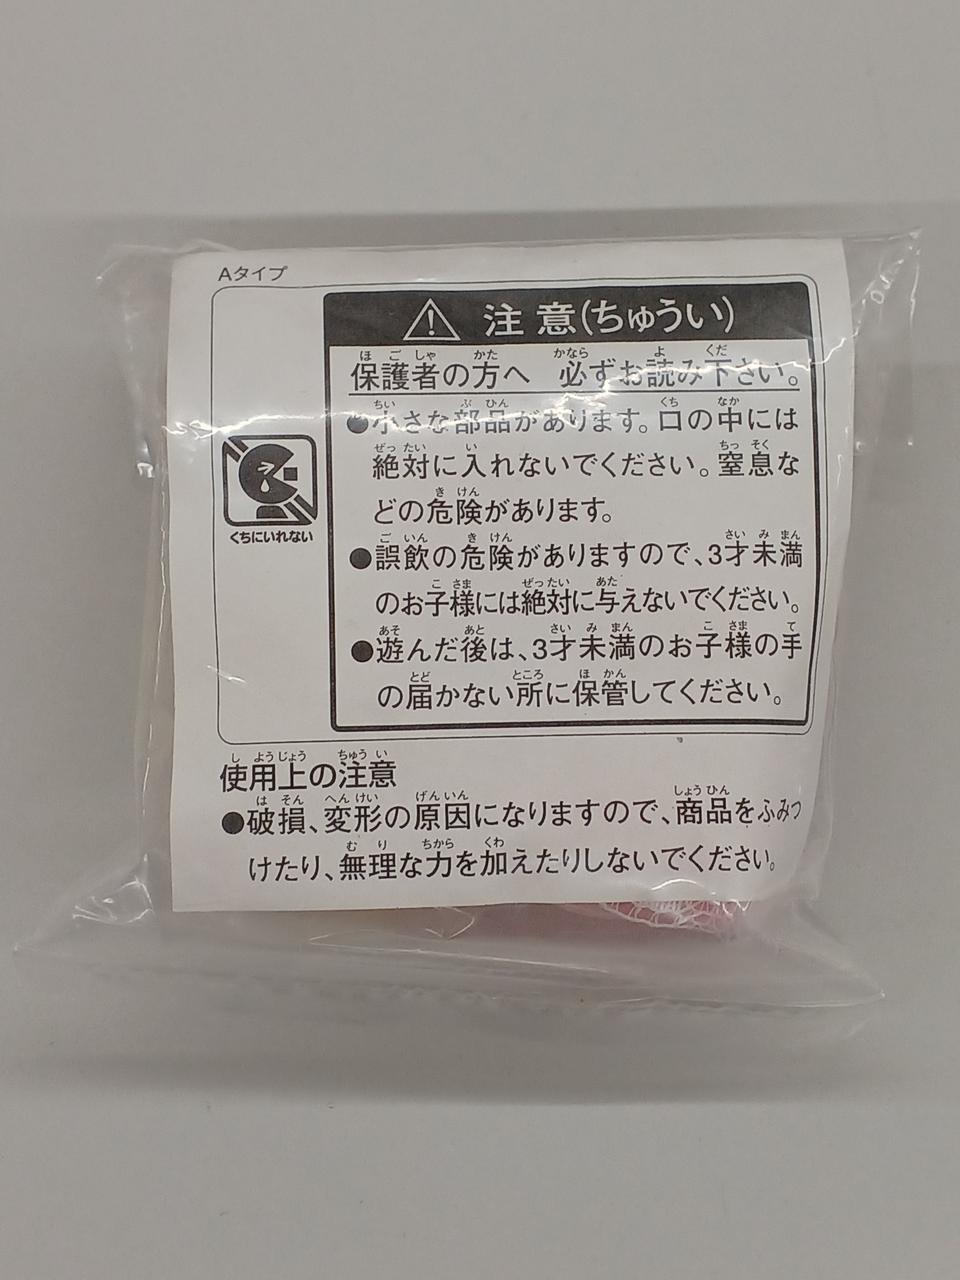 Aタイプ
注意(ちゅうい)
保護者の方へ 必ずお読み下さい。
●小さな部品があります。口の中には
絶対に入れないでください。窒息な
どの危険があります。
くちにいれない
●誤飲の危険がありますので、3才未満
のお子様には絶対に与えないでください。
●遊んだ後は、3才未満のお子様の手
の届かない所に保管してください。
使用上の注意
●破損、変形の原因になりますので、商品をふみつ
けたり、無理な力を加えたりしないでください。